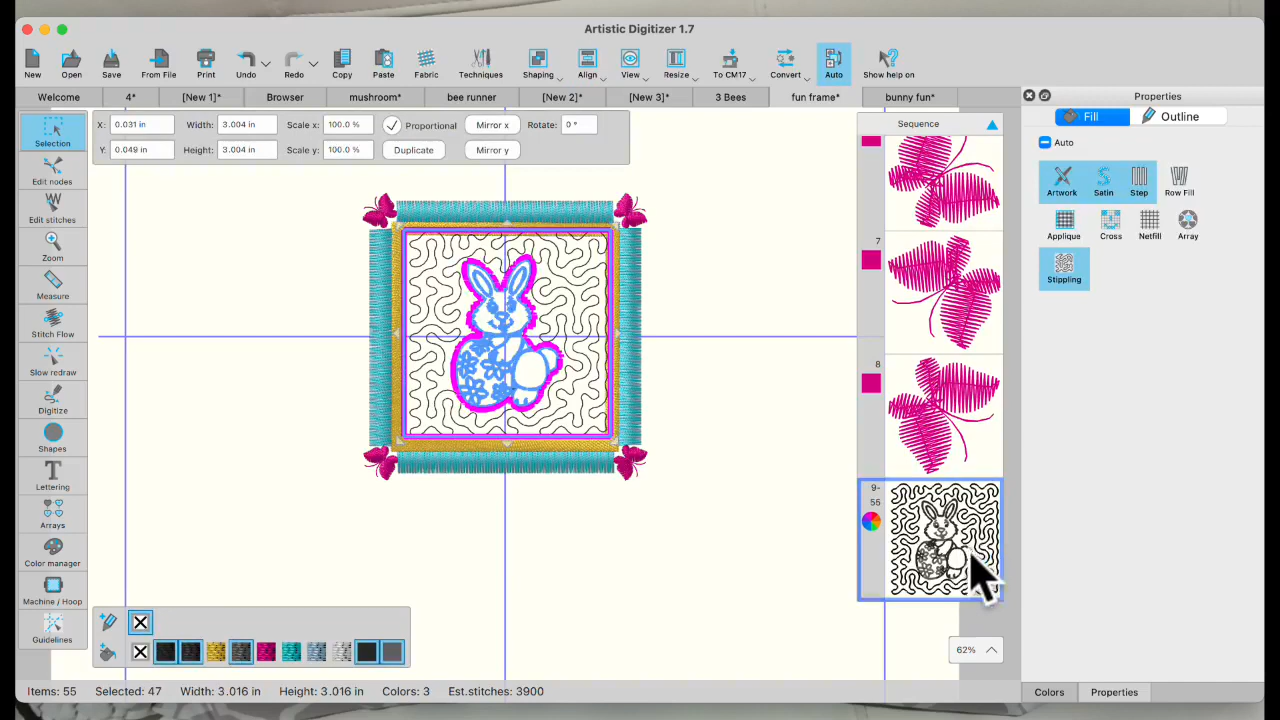 Artistic Digitizer 1.7
New Open Save From File Print Undo Redo Copy Paste Fabric Techniques Shaping Align View Resize To CM17 Convert Auto Show help on
Welcome 4* [New 1]* Browser mushroom* bee runner [New 2]* [New 3]* 3 Bees fun frame* bunny fun*
X: 0.031 in Width: 3.004 in Scale x: 100.0 % Proportional Mirror x Rotate: 0 °
Y: 0.049 in Height: 3.004 in Scale y: 100.0 % Duplicate Mirror y
Selection
Edit nodes
Edit stitches
Zoom
Measure
Stitch Flow
Slow redraw
Digitize
Shapes
Lettering
Arrays
Color manager
Machine / Hoop
Guidelines
Sequence
7
8
9-
55
62%
Properties
Fill Outline
Auto
Artwork Satin Step Row Fill
Applique Cross Netfill Array
Stippling
Colors Properties
Items: 55 Selected: 47 Width: 3.016 in Height: 3.016 in Colors: 3 Est.stitches: 3900